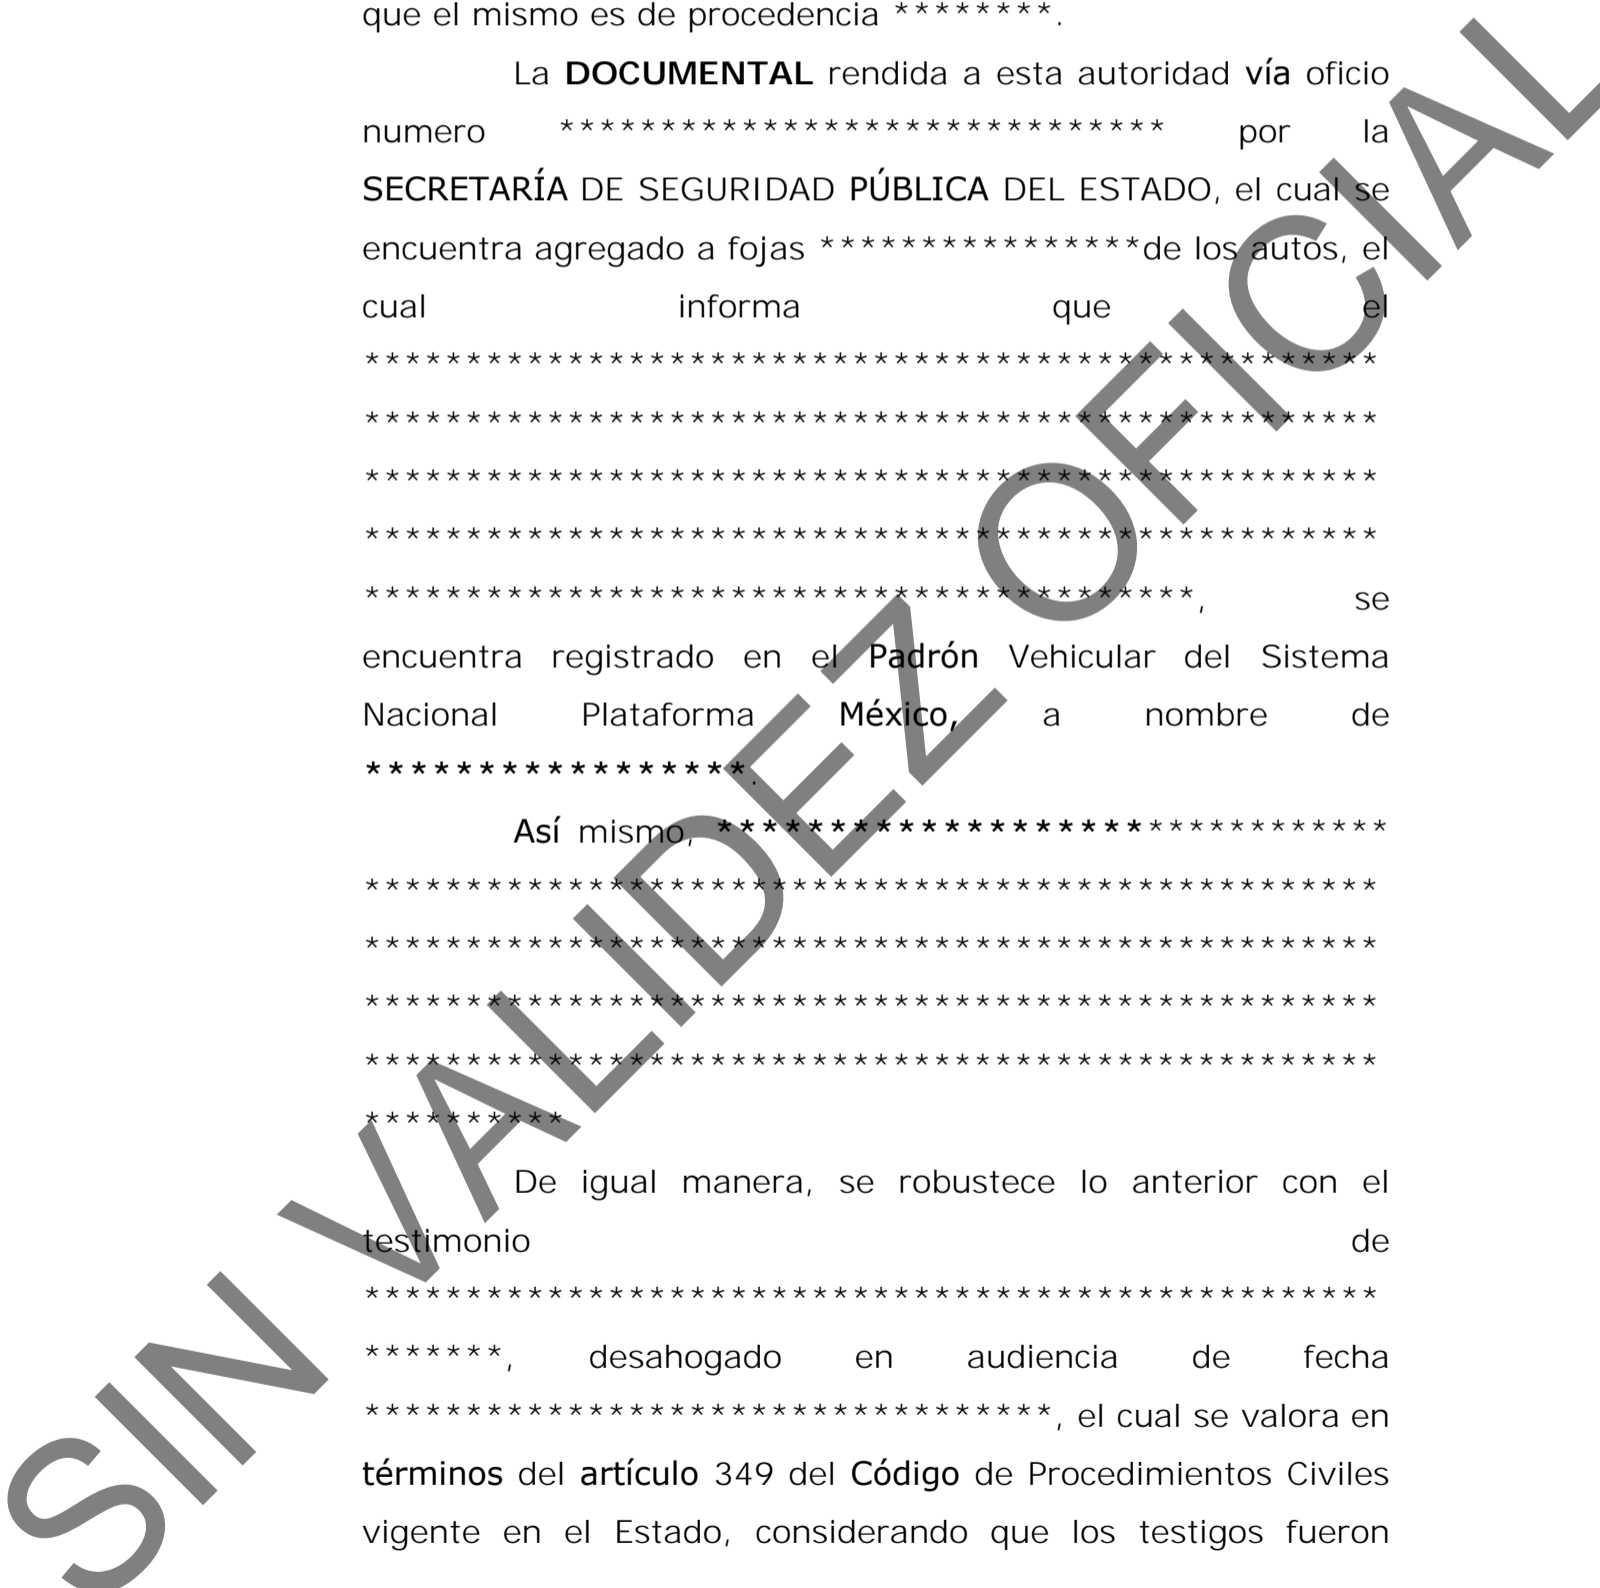 que el mismo es de procedencia ********.
La DOCUMENTAL rendida a esta autoridad vía oficio
numero ****************************** por la
SECRETARÍA DE SEGURIDAD PÚBLICA DEL ESTADO, el cual se
encuentra agregado a fojas ****************de los autos, el
cual informa que el
**************************************************
**************************************************
**************************************************
**************************************************
*****************************************, se
encuentra registrado en el Padrón Vehicular del Sistema
Nacional Plataforma México, a nombre de
*****************.
Así mismo, *******************************
**************************************************
**************************************************
**************************************************
**************************************************
**********
De igual manera, se robustece lo anterior con el
testimonio de
**************************************************
*******, desahogado en audiencia de fecha
**********************************, el cual se valora en
términos del artículo 349 del Código de Procedimientos Civiles
vigente en el Estado, considerando que los testigos fueron
SIN VALIDEZ OFICIAL